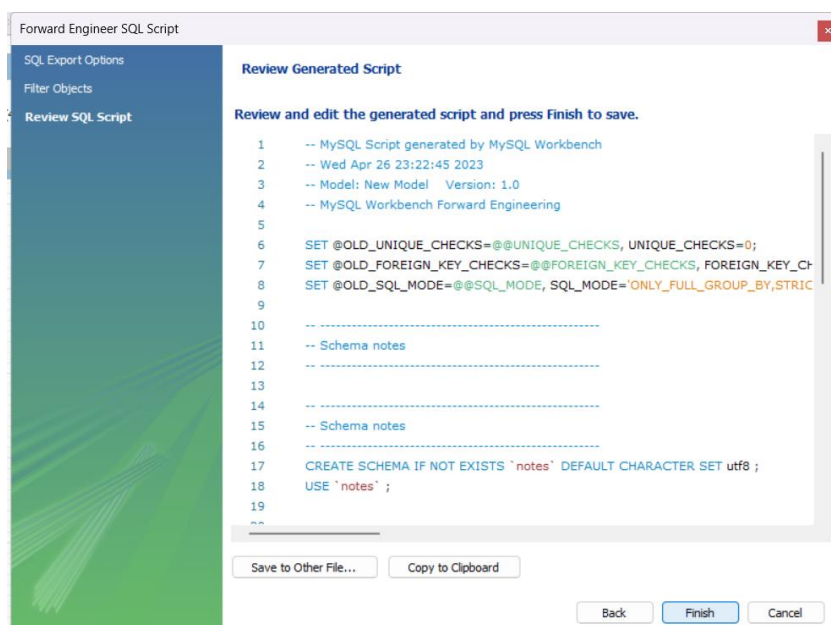 Forward Engineer SQL Script
SQL Export Options
Filter Objects
Review SQL Script
Review Generated Script
Review and edit the generated script and press Finish to save.
1 -- MySQL Script generated by MySQL Workbench
2 -- Wed Apr 26 23:22:45 2023
3 -- Model: New Model    Version: 1.0
4 -- MySQL Workbench Forward Engineering
5
6 SET @OLD_UNIQUE_CHECKS=@@UNIQUE_CHECKS, UNIQUE_CHECKS=0;
7 SET @OLD_FOREIGN_KEY_CHECKS=@@FOREIGN_KEY_CHECKS, FOREIGN_KEY_CH
8 SET @OLD_SQL_MODE=@@SQL_MODE, SQL_MODE='ONLY_FULL_GROUP_BY,STRIC
9
10 -- -----------------------------------------------------
11 -- Schema notes
12 -- -----------------------------------------------------
13
14 -- -----------------------------------------------------
15 -- Schema notes
16 -- -----------------------------------------------------
17 CREATE SCHEMA IF NOT EXISTS `notes` DEFAULT CHARACTER SET utf8 ;
18 USE `notes` ;
19
Save to Other File...
Copy to Clipboard
Back
Finish
Cancel